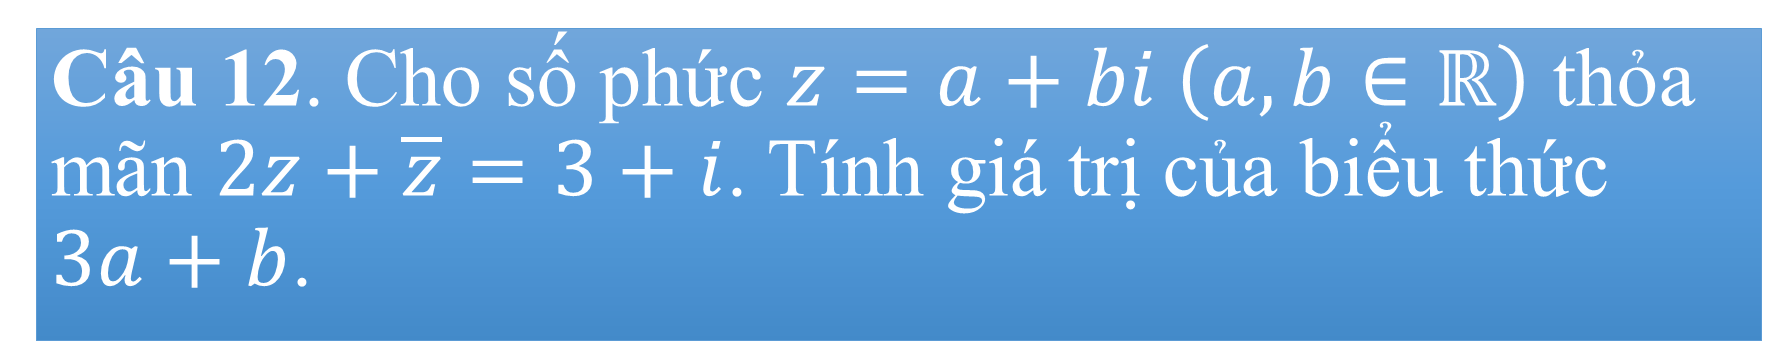 Câu 12. Cho số phức z = a + bi (a, b ∈ ℝ) thỏa
mãn 2z + z̅ = 3 + i. Tính giá trị của biểu thức
3a + b.